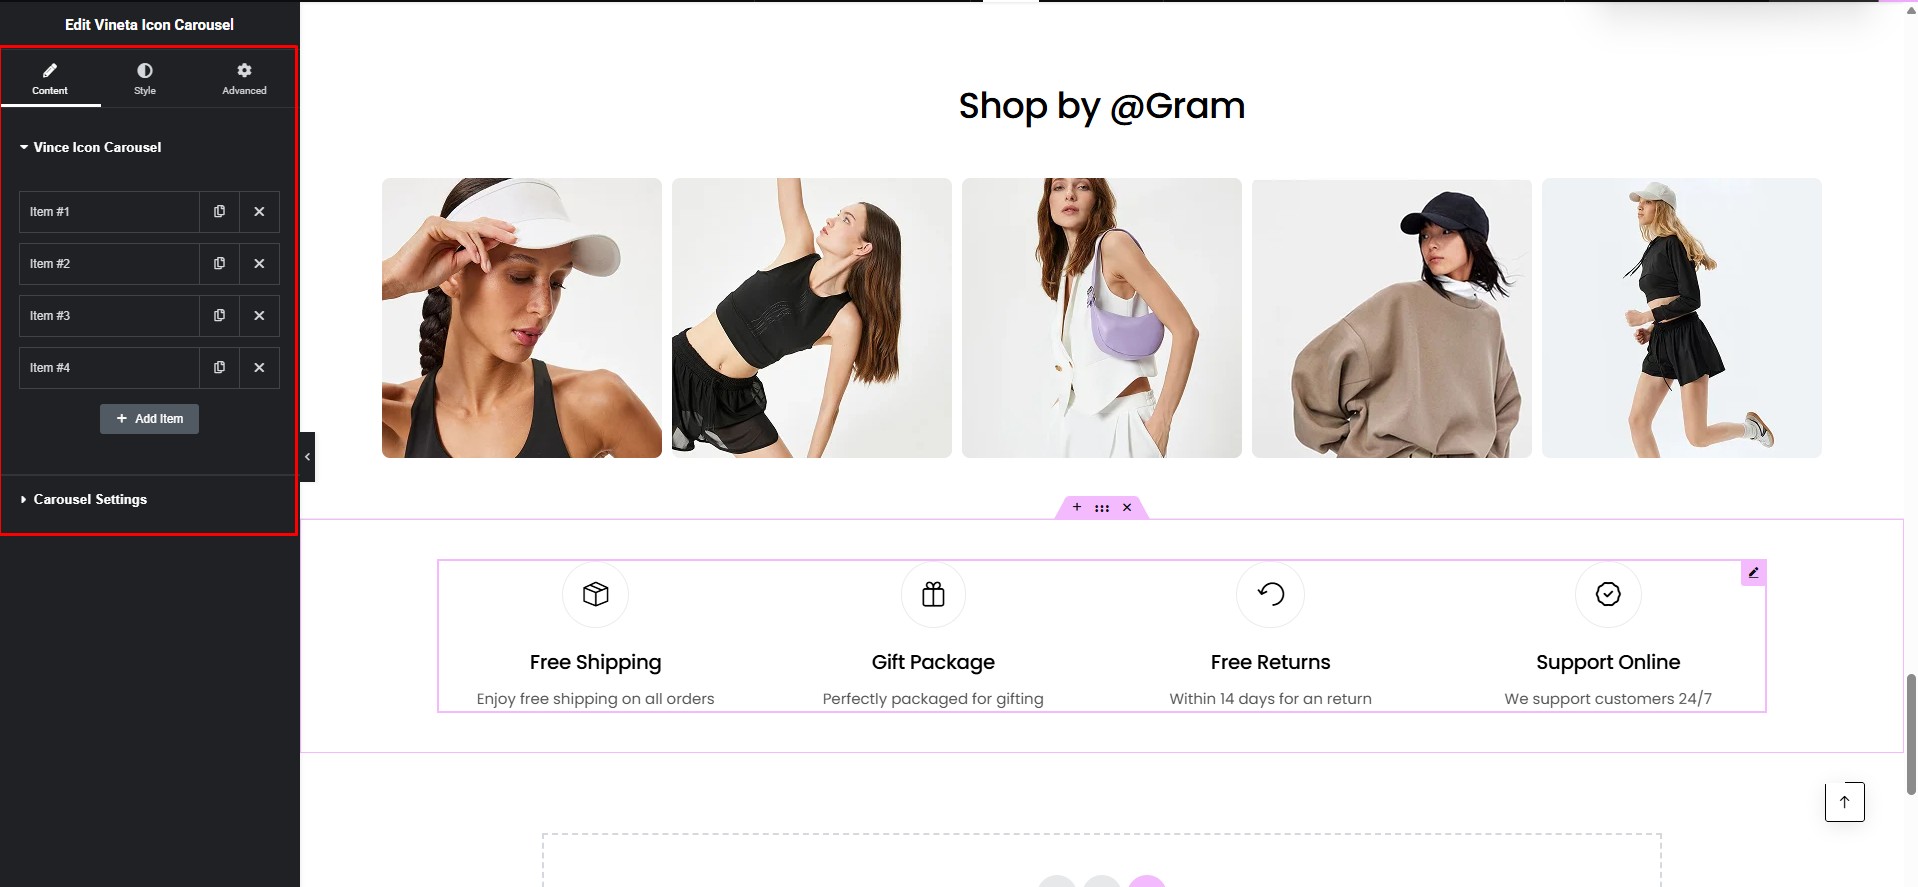 Edit Vineta Icon Carousel
Content
Style
Advanced
Vince Icon Carousel
Item #1
Item #2
Item #3
Item #4
Add Item
Carousel Settings
Shop by @Gram
Free Shipping
Enjoy free shipping on all orders
Gift Package
Perfectly packaged for gifting
Free Returns
Within 14 days for an return
Support Online
We support customers 24/7